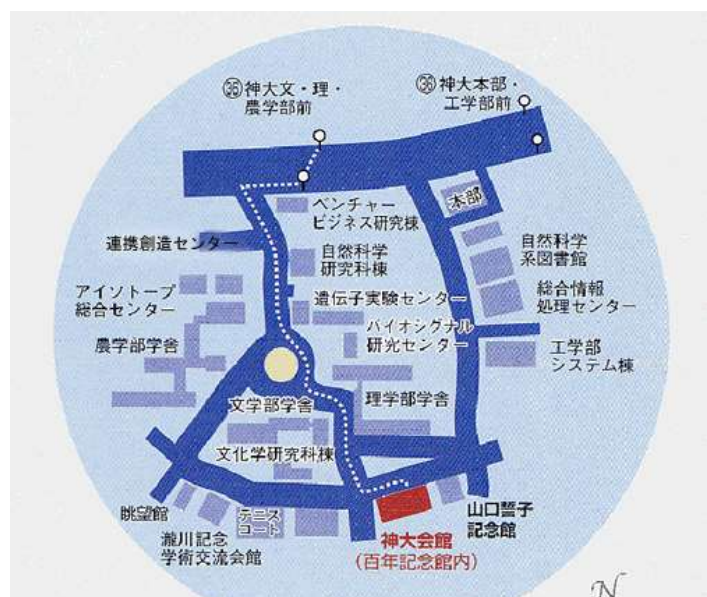 ㊱神大文・理・
農学部前
㊱神大本部・
工学部前
本部
ベンチャー
ビジネス研究棟
連携創造センター
自然科学
研究科棟
自然科学
系図書館
アイソトープ
総合センター
遺伝子実験センター
総合情報
処理センター
農学部学舎
バイオシグナル
研究センター
工学部
システム棟
文学部学舎
理学部学舎
文化学研究科棟
眺望館
瀧川記念
学術交流会館
テニス
コート
神大会館
(百年記念館内)
山口誓子
記念館
N